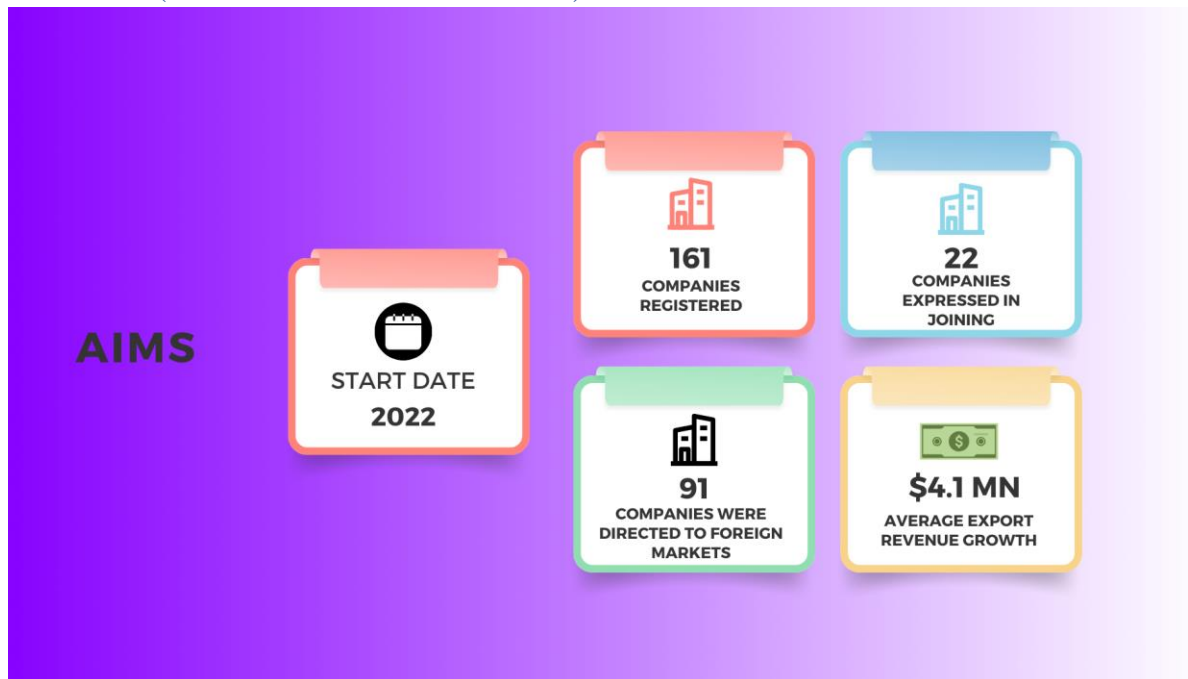 AIMS
START DATE
2022
161
COMPANIES
REGISTERED
22
COMPANIES
EXPRESSED IN
JOINING
91
COMPANIES WERE
DIRECTED TO FOREIGN
MARKETS
$4.1 MN
AVERAGE EXPORT
REVENUE GROWTH